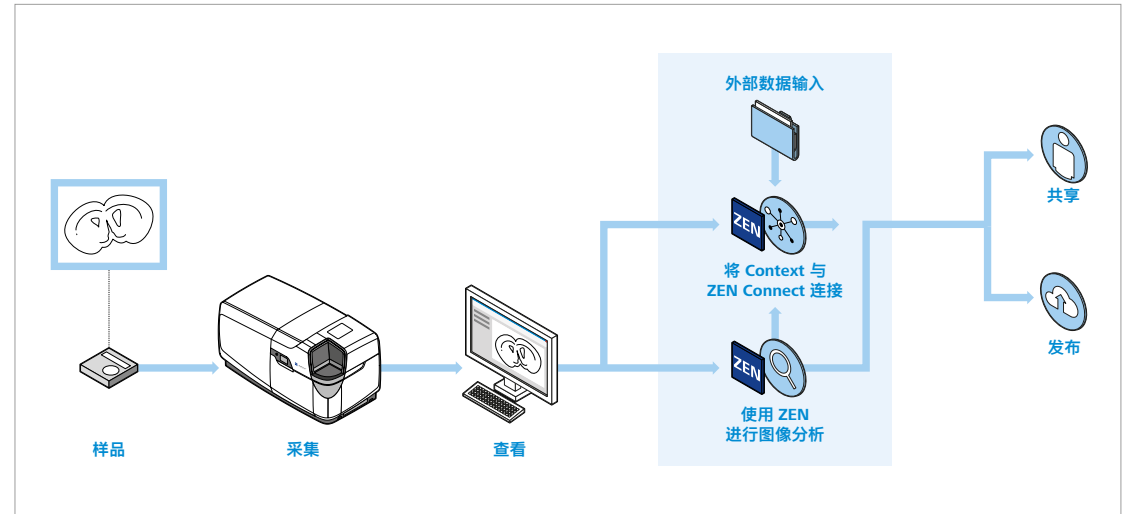 外部数据输入
共享
ZEN
将 Context 与
ZEN Connect 连接
发布
ZEN
使用 ZEN
进行图像分析
样品
采集
查看